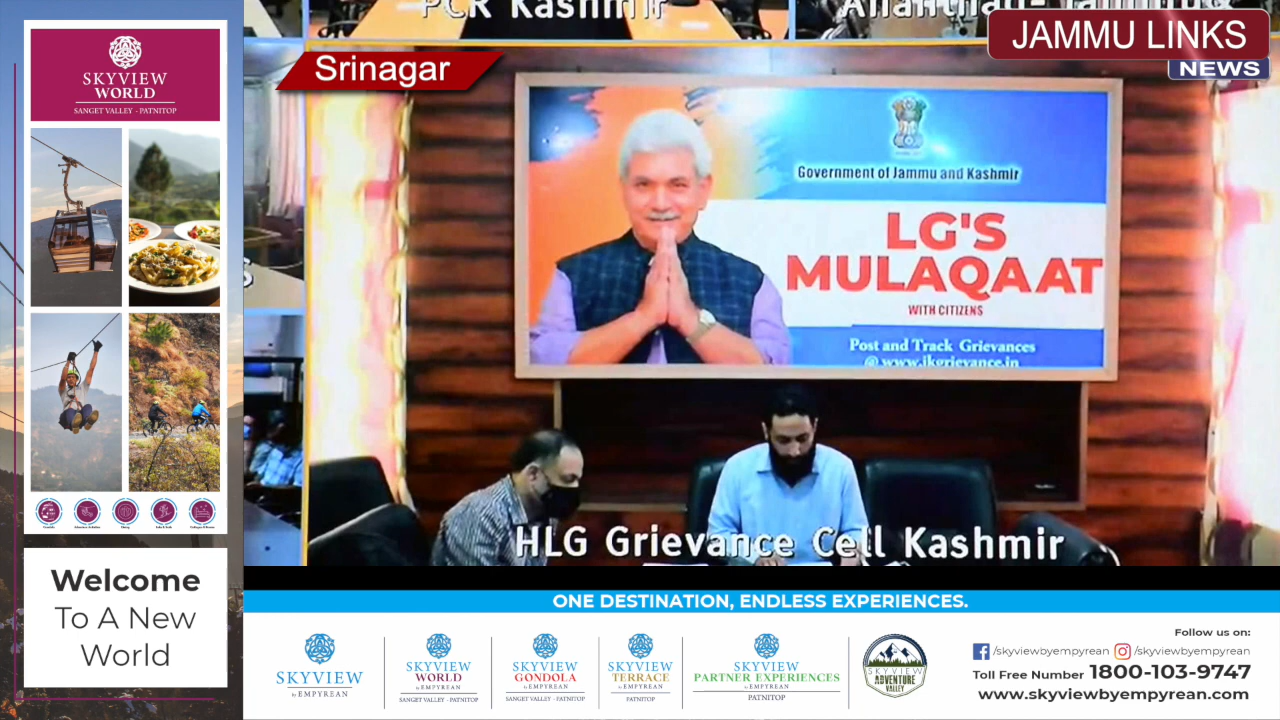 SKYVIEW
WORLD
SANGET VALLEY - PATNITOP
Welcome
To A New
World
PCR Kashmir
JAMMU LINKS
NEWS
Srinagar
Government of Jammu and Kashmir
LG'S
MULAQAAT
WITH CITIZENS
Post and Track Grievances
@ www.jkgrievance.in
HLG Grievance Cell Kashmir
ONE DESTINATION, ENDLESS EXPERIENCES.
SKYVIEW
by EMPYREAN
SKYVIEW
WORLD
by EMPYREAN
SANGET VALLEY - PATNITOP
SKYVIEW
GONDOLA
by EMPYREAN
SANGET VALLEY - PATNITOP
SKYVIEW
TERRACE
by EMPYREAN
PATNITOP
SKYVIEW
PARTNER EXPERIENCES
by EMPYREAN
PATNITOP
SKYVIEW
ADVENTURE
VALLEY
Follow us on:
/skyviewbyempyrean /skyviewbyempyrean
Toll Free Number 1800-103-9747
www.skyviewbyempyrean.com